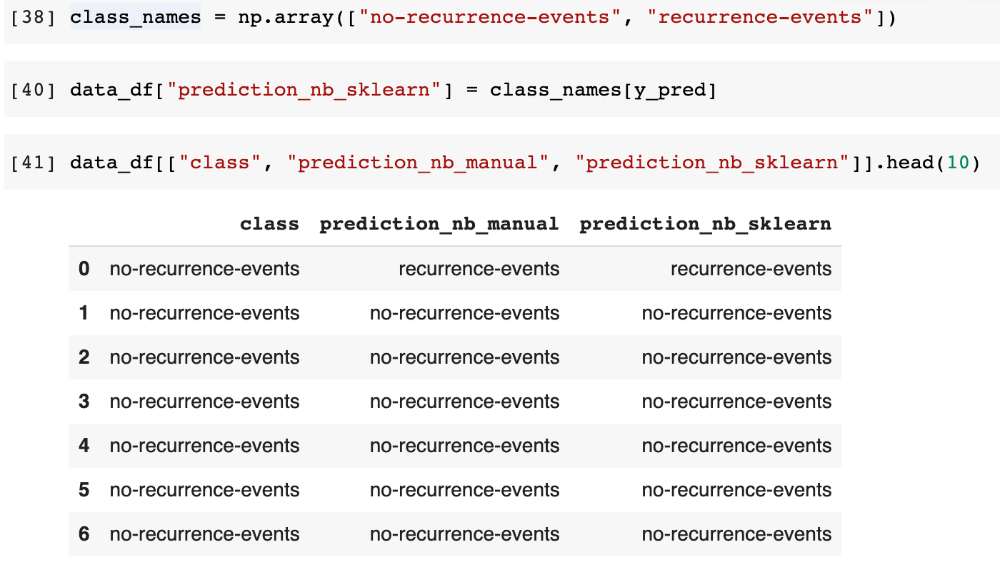 [38] class_names = np.array(["no-recurrence-events", "recurrence-events"])
[40] data_df["prediction_nb_sklearn"] = class_names[y_pred]
[41] data_df[["class", "prediction_nb_manual", "prediction_nb_sklearn"]].head(10)
class prediction_nb_manual prediction_nb_sklearn
0 no-recurrence-events recurrence-events recurrence-events
1 no-recurrence-events no-recurrence-events no-recurrence-events
2 no-recurrence-events no-recurrence-events no-recurrence-events
3 no-recurrence-events no-recurrence-events no-recurrence-events
4 no-recurrence-events no-recurrence-events no-recurrence-events
5 no-recurrence-events no-recurrence-events no-recurrence-events
6 no-recurrence-events no-recurrence-events no-recurrence-events